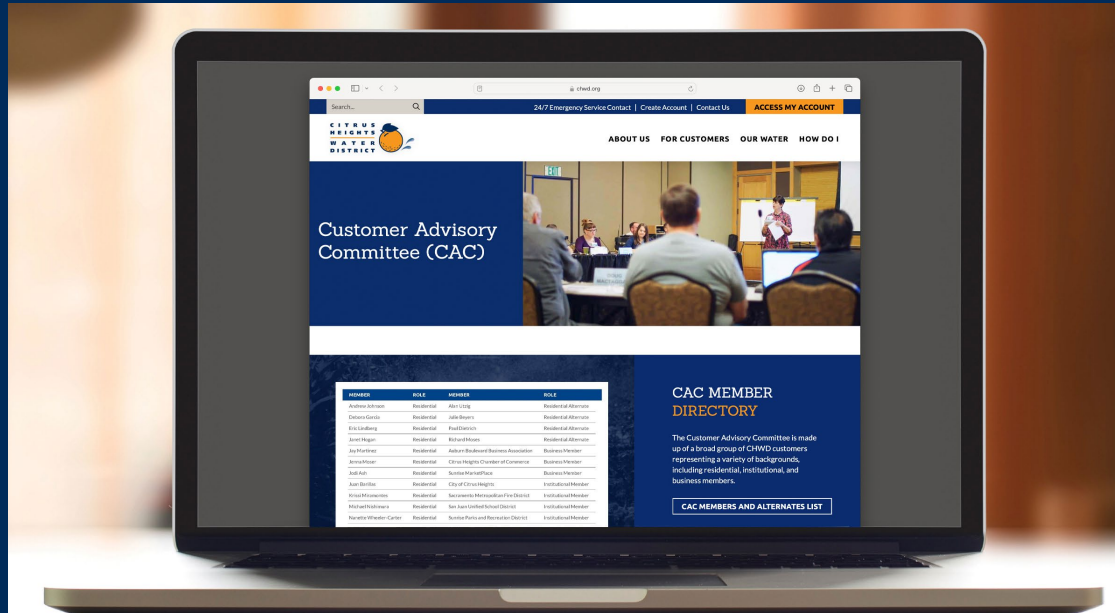 chwd.org
Search...
24/7 Emergency Service Contact | Create Account | Contact Us
ACCESS MY ACCOUNT
CITRUS
HEIGHTS
WATER
DISTRICT
ABOUT US FOR CUSTOMERS OUR WATER HOW DO I
EXIT
Customer Advisory
Committee (CAC)
MEMBER ROLE MEMBER ROLE
Andrew Johnson Residential Alan Utzig Residential Alternate
Debora Garcia Residential Julie Beyers Residential Alternate
Eric Lindberg Residential Paul Dietrich Residential Alternate
Janet Hogan Residential Richard Moses Residential Alternate
Jay Martinez Residential Auburn Boulevard Business Association Business Member
Jenna Moser Residential Citrus Heights Chamber of Commerce Business Member
Jodi Ash Residential Sunrise MarketPlace Business Member
Juan Barillas Residential City of Citrus Heights Institutional Member
Krissi Miramontes Residential Sacramento Metropolitan Fire District Institutional Member
Michael Nishimura Residential San Juan Unified School District Institutional Member
Nanette Wheeler-Carter Residential Sunrise Parks and Recreation District Institutional Member
CAC MEMBER
DIRECTORY
The Customer Advisory Committee is made
up of a broad group of CHWD customers
representing a variety of backgrounds,
including residential, institutional, and
business members.
CAC MEMBERS AND ALTERNATES LIST